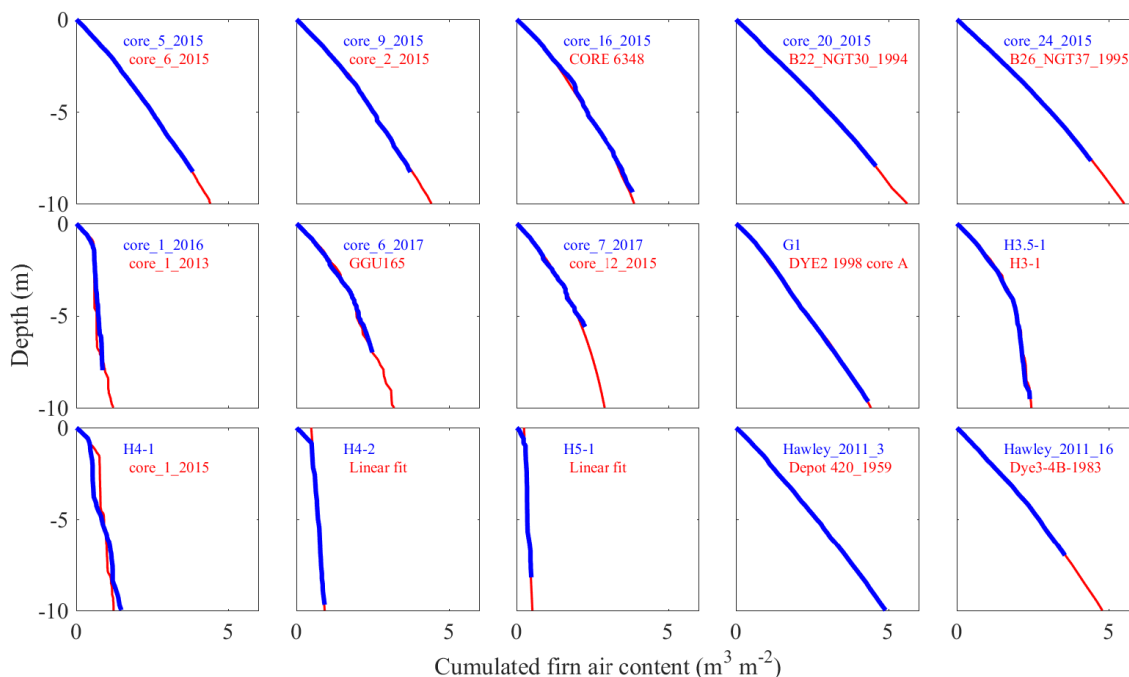 0
core_5_2015
core_6_2015
core_9_2015
core_2_2015
core_16_2015
CORE 6348
core_20_2015
B22_NGT30_1994
core_24_2015
B26_NGT37_1995
-5
-10
0
core_1_2016
core_1_2013
core_6_2017
GGU165
core_7_2017
core_12_2015
G1
DYE2 1998 core A
H3.5-1
H3-1
-5
-10
Depth (m)
0
H4-1
core_1_2015
H4-2
Linear fit
H5-1
Linear fit
Hawley_2011_3
Depot 420_1959
Hawley_2011_16
Dye3-4B-1983
-5
-10
0 5 0 5 0 5 0 5 0 5
Cumulated firn air content (m³ m⁻²)